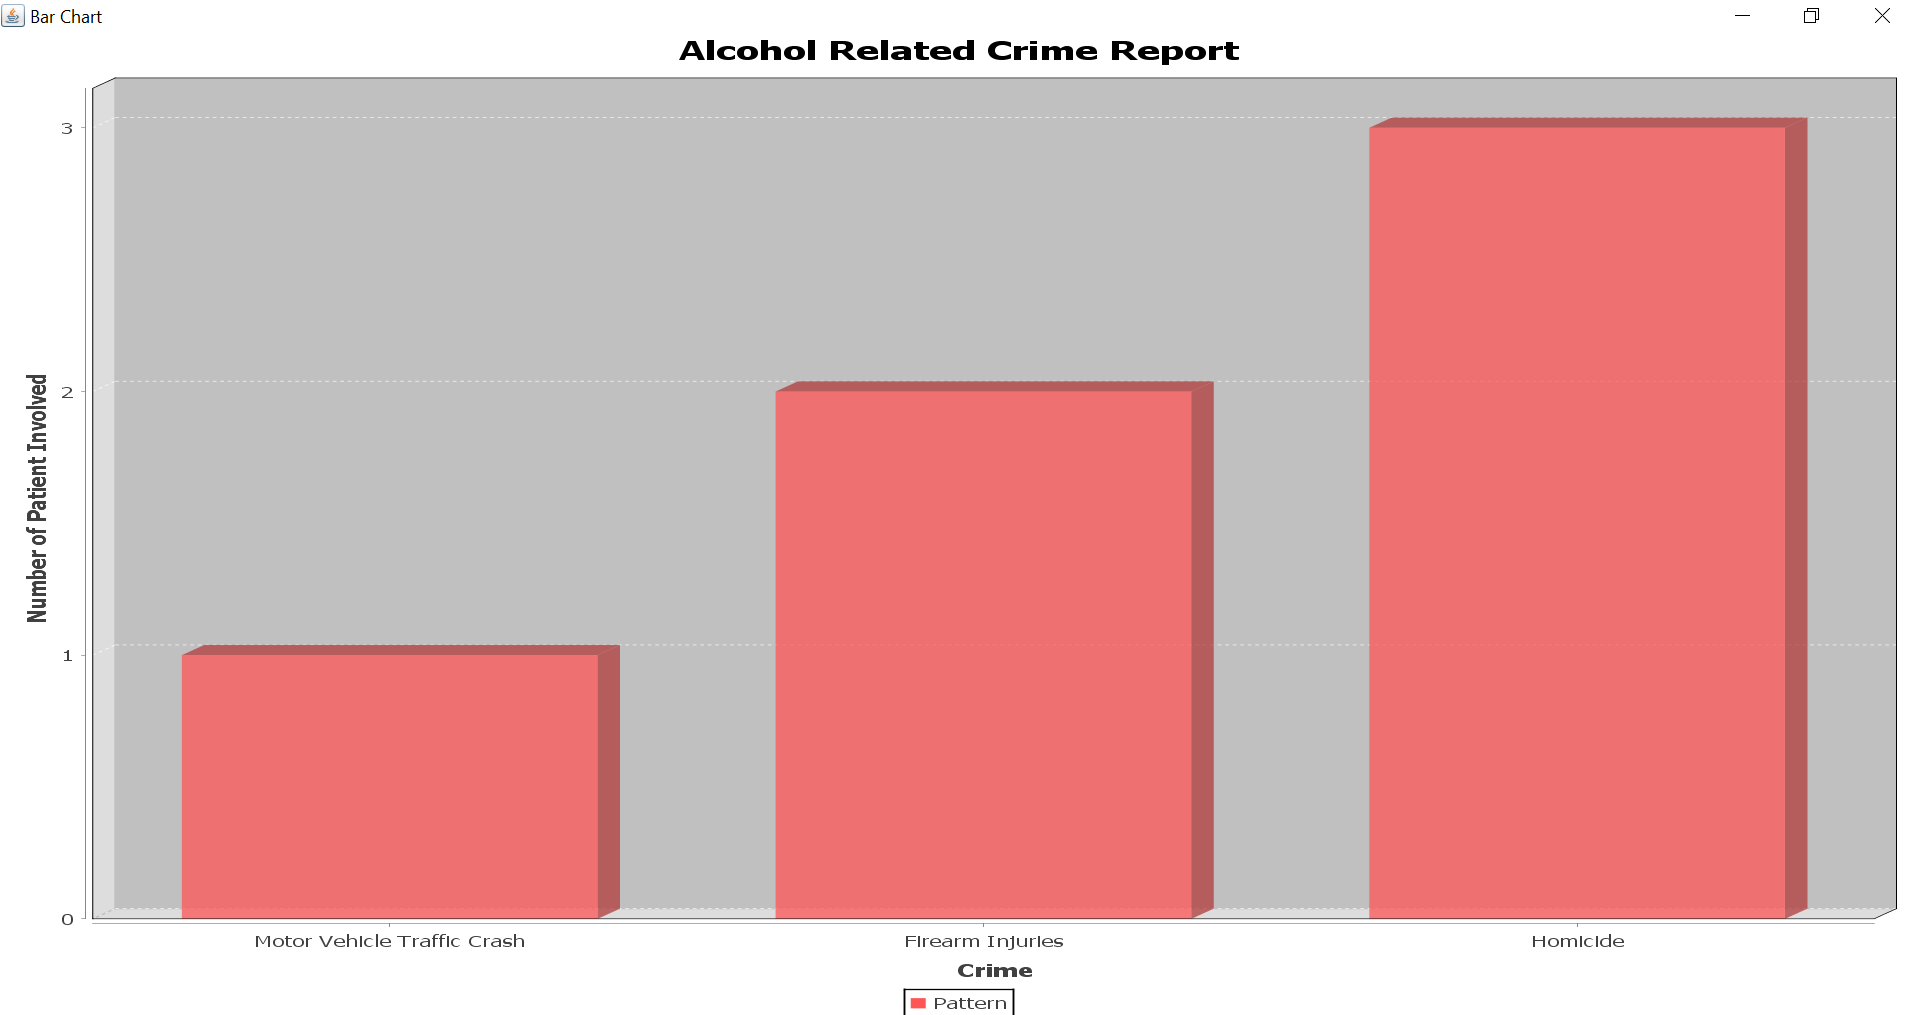 Bar Chart
Alcohol Related Crime Report
3
2
1
0
Number of Patient Involved
Motor Vehicle Traffic Crash
Firearm Injuries
Homicide
Crime
Pattern